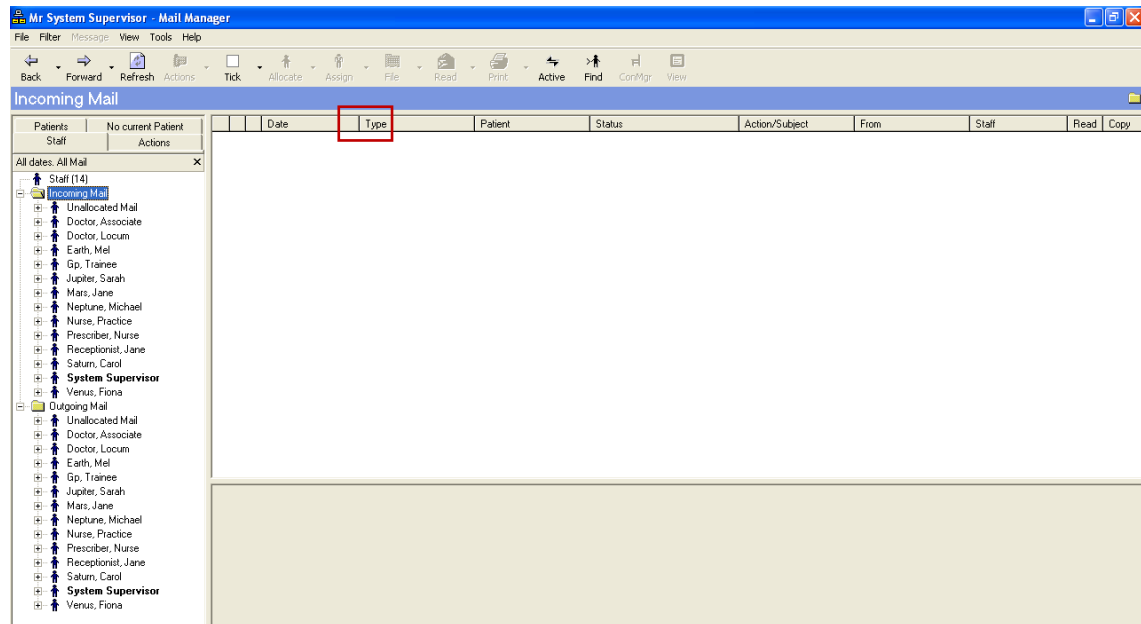 Mr System Supervisor - Mail Manager
File Filter Message View Tools Help
Back Forward Refresh Actions Tick Allocate Assign File Read Print Active Find ConMgr View
Incoming Mail
Patients No current Patient
Staff Actions
All dates. All Mail
Date Type Patient Status Action/Subject From Staff Read Copy
Staff (14)
Incoming Mail
Unallocated Mail
Doctor, Associate
Doctor, Locum
Earth, Mel
Gp, Trainee
Jupiter, Sarah
Mars, Jane
Neptune, Michael
Nurse, Practice
Prescriber, Nurse
Receptionist, Jane
Saturn, Carol
System Supervisor
Venus, Fiona
Outgoing Mail
Unallocated Mail
Doctor, Associate
Doctor, Locum
Earth, Mel
Gp, Trainee
Jupiter, Sarah
Mars, Jane
Neptune, Michael
Nurse, Practice
Prescriber, Nurse
Receptionist, Jane
Saturn, Carol
System Supervisor
Venus, Fiona